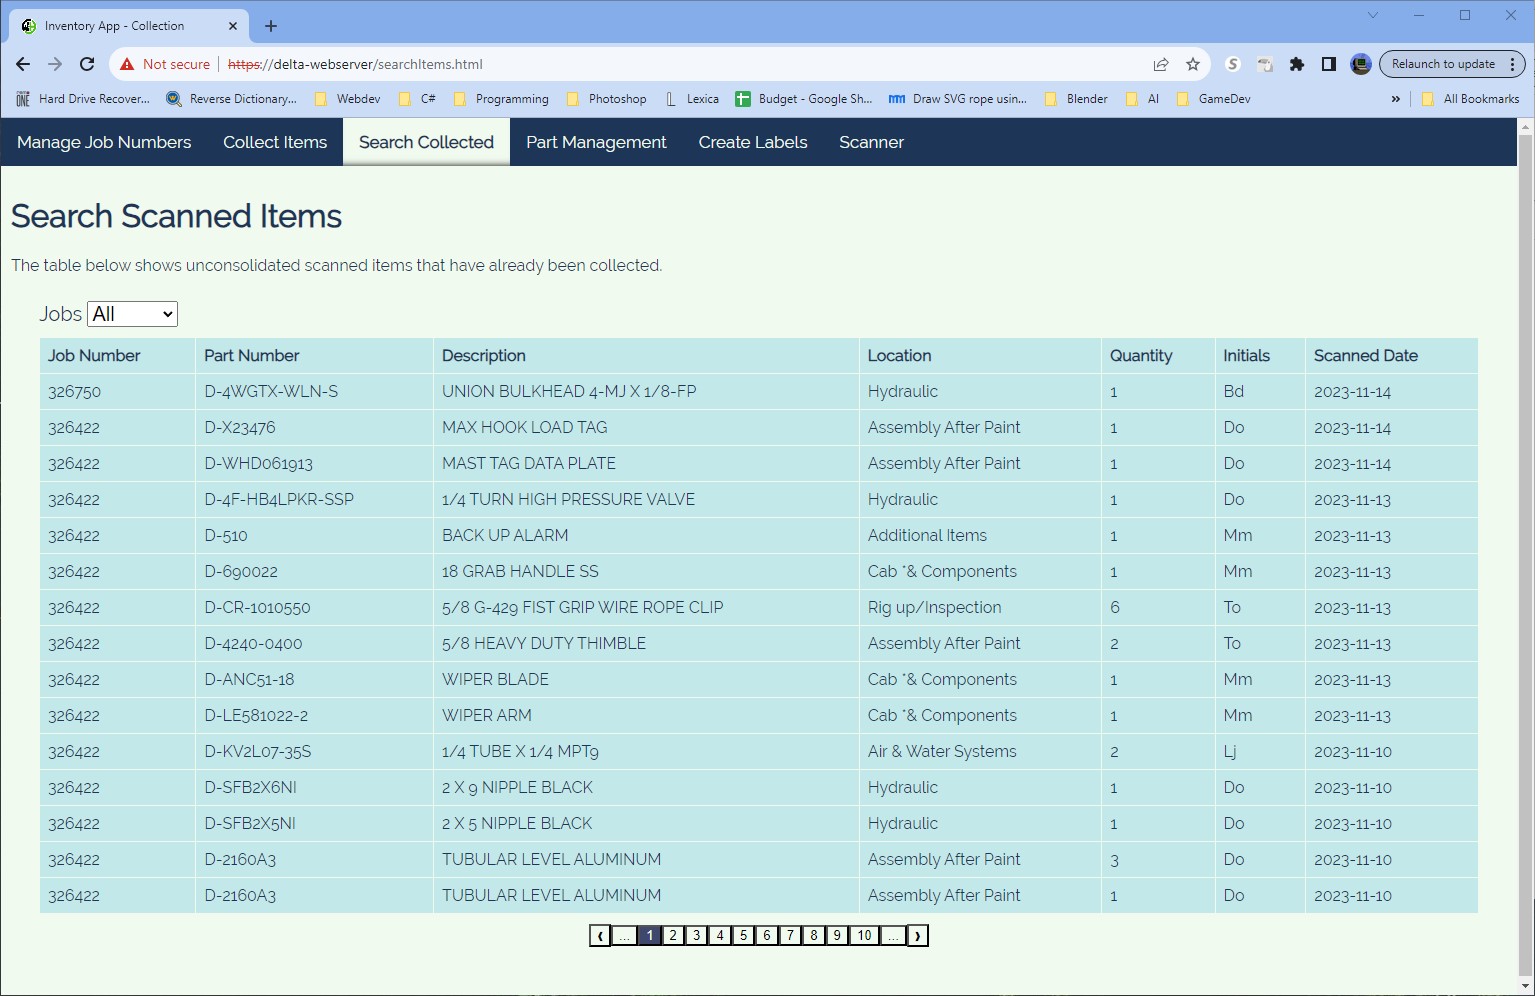 Inventory App - Collection
Not secure https://delta-webserver/searchItems.html Relaunch to update
Hard Drive Recover... Reverse Dictionary... Webdev C# Programming Photoshop Lexica Budget - Google Sh... Draw SVG rope usin... Blender AI GameDev » All Bookmarks
Manage Job Numbers Collect Items Search Collected Part Management Create Labels Scanner
Search Scanned Items
The table below shows unconsolidated scanned items that have already been collected.
Jobs All
Job Number Part Number Description Location Quantity Initials Scanned Date
326750 D-4WGTX-WLN-S UNION BULKHEAD 4-MJ X 1/8-FP Hydraulic 1 Bd 2023-11-14
326422 D-X23476 MAX HOOK LOAD TAG Assembly After Paint 1 Do 2023-11-14
326422 D-WHD061913 MAST TAG DATA PLATE Assembly After Paint 1 Do 2023-11-14
326422 D-4F-HB4LPKR-SSP 1/4 TURN HIGH PRESSURE VALVE Hydraulic 1 Do 2023-11-13
326422 D-510 BACK UP ALARM Additional Items 1 Mm 2023-11-13
326422 D-690022 18 GRAB HANDLE SS Cab *& Components 1 Mm 2023-11-13
326422 D-CR-1010550 5/8 G-429 FIST GRIP WIRE ROPE CLIP Rig up/Inspection 6 To 2023-11-13
326422 D-4240-0400 5/8 HEAVY DUTY THIMBLE Assembly After Paint 2 To 2023-11-13
326422 D-ANC51-18 WIPER BLADE Cab *& Components 1 Mm 2023-11-13
326422 D-LE581022-2 WIPER ARM Cab *& Components 1 Mm 2023-11-13
326422 D-KV2L07-35S 1/4 TUBE X 1/4 MPT9 Air & Water Systems 2 Lj 2023-11-10
326422 D-SFB2X6NI 2 X 9 NIPPLE BLACK Hydraulic 1 Do 2023-11-10
326422 D-SFB2X5NI 2 X 5 NIPPLE BLACK Hydraulic 1 Do 2023-11-10
326422 D-2160A3 TUBULAR LEVEL ALUMINUM Assembly After Paint 3 Do 2023-11-10
326422 D-2160A3 TUBULAR LEVEL ALUMINUM Assembly After Paint 1 Do 2023-11-10
❰ ... 1 2 3 4 5 6 7 8 9 10 ... ❱